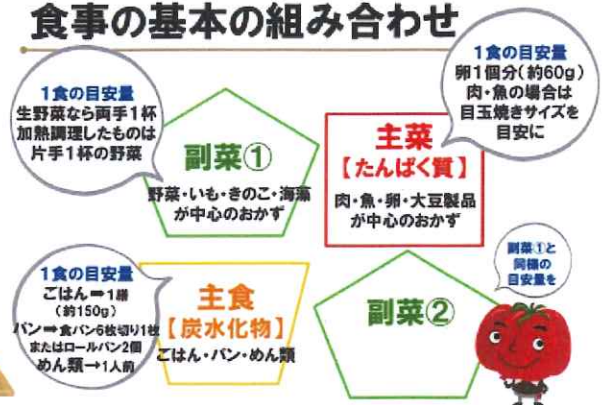 食事の基本の組み合わせ
1食の目安量
生野菜なら両手1杯
加熱調理したものは
片手1杯の野菜
副菜①
野菜・いも・きのこ・海藻
が中心のおかず
1食の目安量
卵1個分(約60g)
肉・魚の場合は
目玉焼きサイズを
目安に
主菜
【たんぱく質】
肉・魚・卵・大豆製品
が中心のおかず
1食の目安量
ごはん➡1膳
(約150g)
パン➡食パン6枚切り1枚
またはロールパン2個
めん類→1人前
主食
【炭水化物】
ごはん・パン・めん類
副菜②
副菜①と
同様の
目安量を